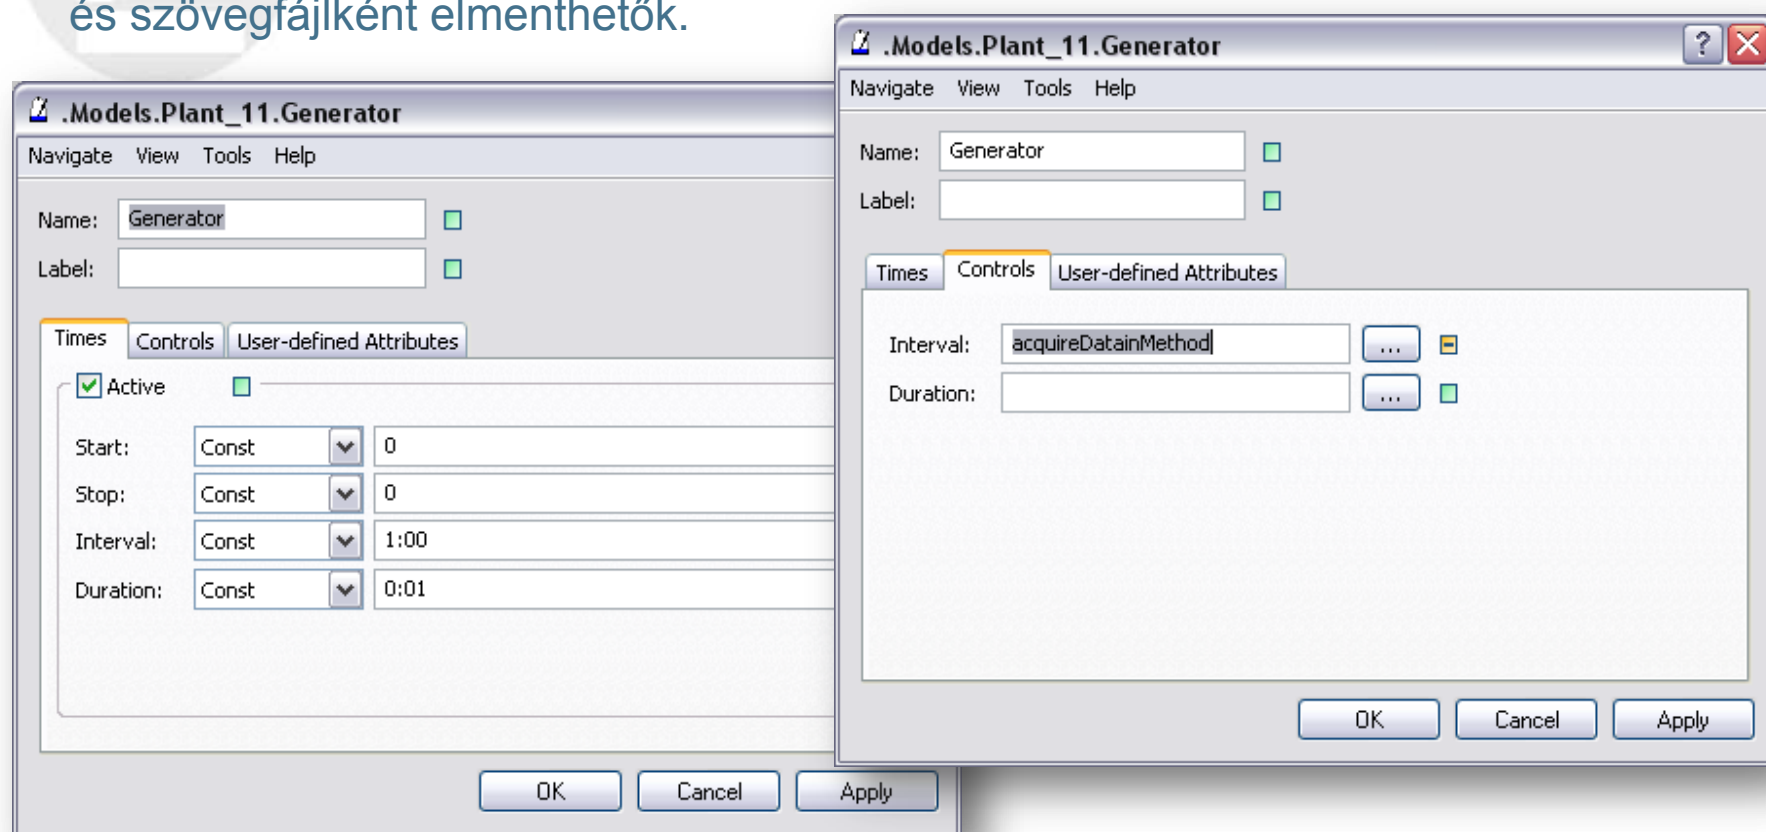 és szövegfájlként elmenthetők.
.Models.Plant_11.Generator
Navigate View Tools Help
Name: Generator
Label:
Times Controls User-defined Attributes
Active
Start: Const 0
Stop: Const 0
Interval: Const 1:00
Duration: Const 0:01
OK Cancel Apply
.Models.Plant_11.Generator
Navigate View Tools Help
Name: Generator
Label:
Times Controls User-defined Attributes
Interval: acquireDatainMethod ...
Duration: ...
OK Cancel Apply